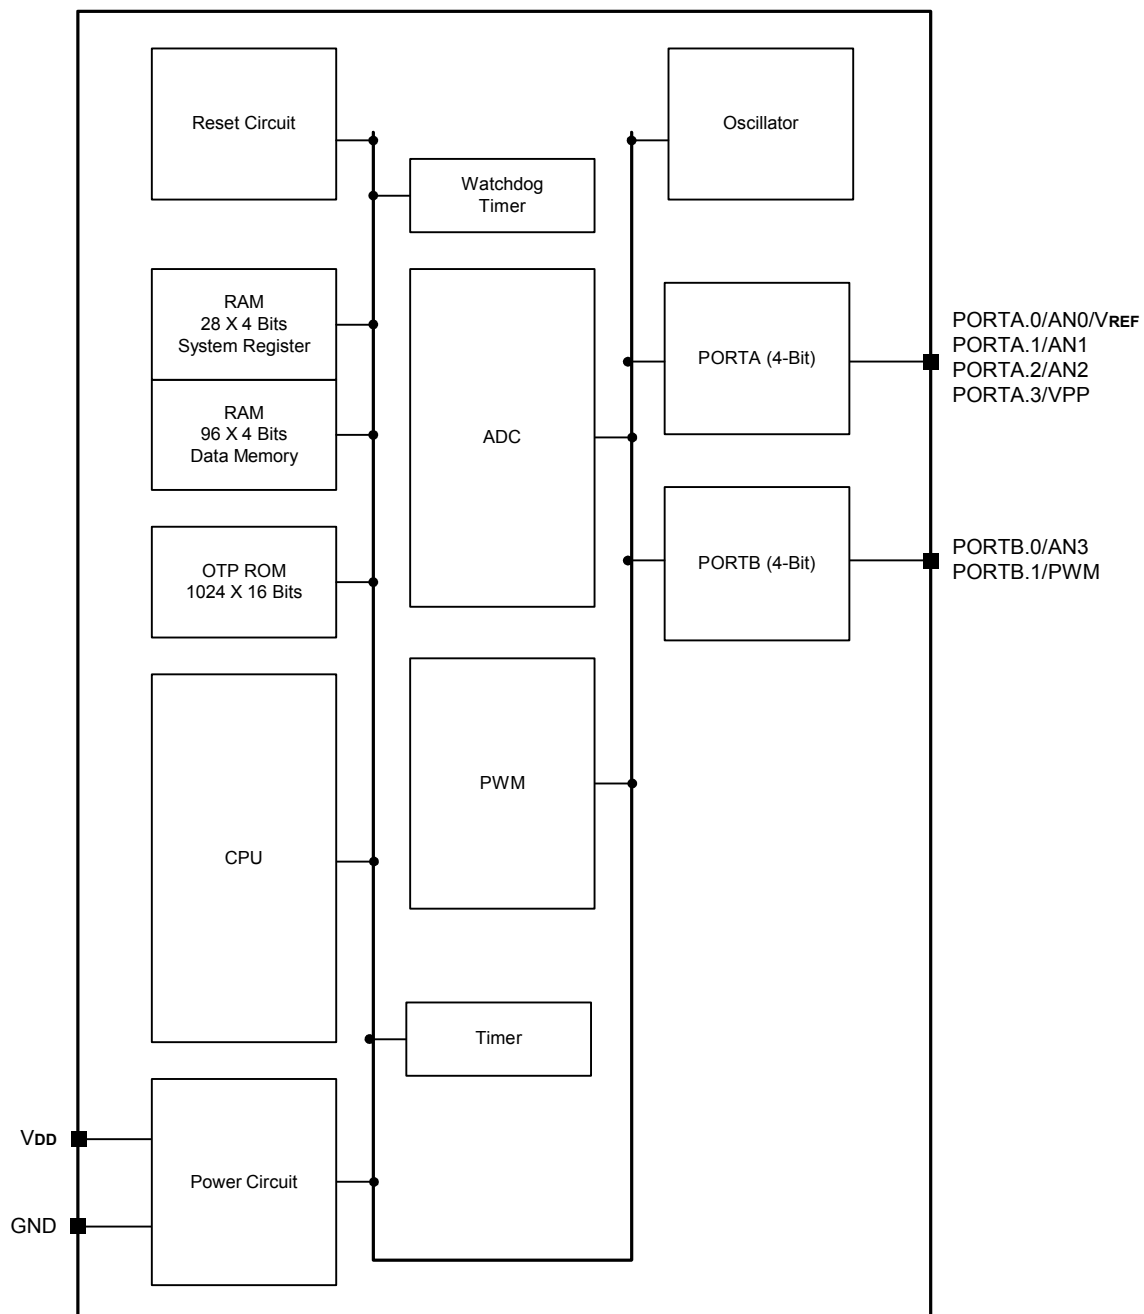 Reset Circuit
Oscillator
Watchdog
Timer
RAM
28 X 4 Bits
System Register
RAM
96 X 4 Bits
Data Memory
ADC
PORTA (4-Bit)
PORTA.0/AN0/VREF
PORTA.1/AN1
PORTA.2/AN2
PORTA.3/VPP
OTP ROM
1024 X 16 Bits
PORTB (4-Bit)
PORTB.0/AN3
PORTB.1/PWM
CPU
PWM
Timer
VDD
GND
Power Circuit